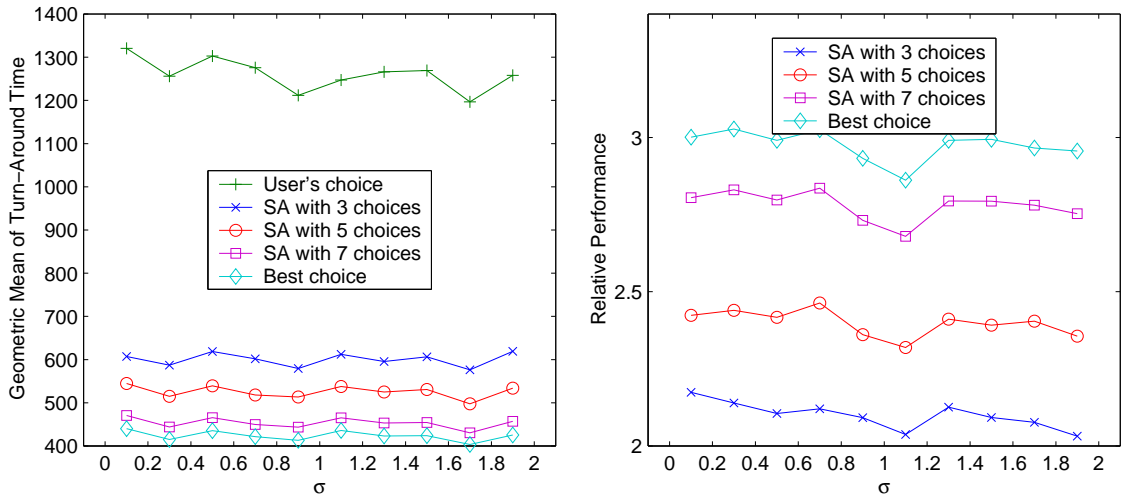 Geometric Mean of Turn-Around Time
1400
1300
1200
1100
1000
900
800
700
600
500
400
User's choice
SA with 3 choices
SA with 5 choices
SA with 7 choices
Best choice
0 0.2 0.4 0.6 0.8 1 1.2 1.4 1.6 1.8 2
σ
Relative Performance
3
2.5
2
SA with 3 choices
SA with 5 choices
SA with 7 choices
Best choice
0 0.2 0.4 0.6 0.8 1 1.2 1.4 1.6 1.8 2
σ